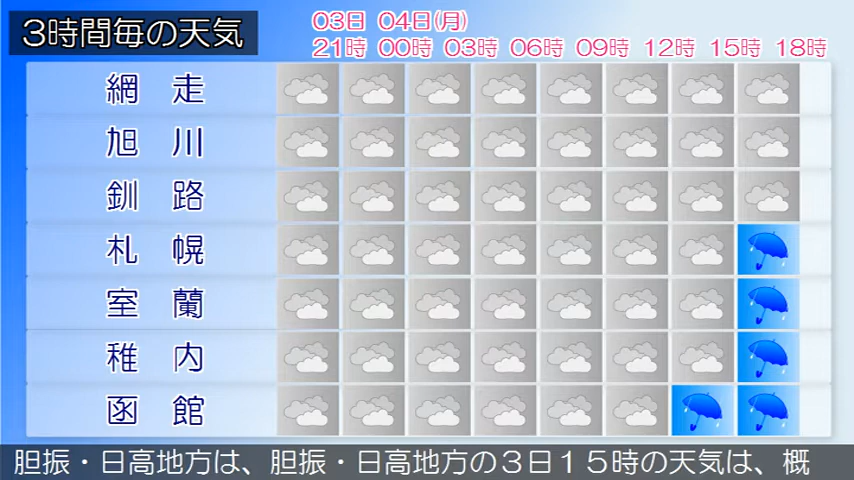 3時間毎の天気
03日 04日(月)
21時 00時 03時 06時 09時 12時 15時 18時
網　走
旭　川
釧　路
札　幌
室　蘭
稚　内
函　館
胆振・日高地方は、胆振・日高地方の３日１５時の天気は、概